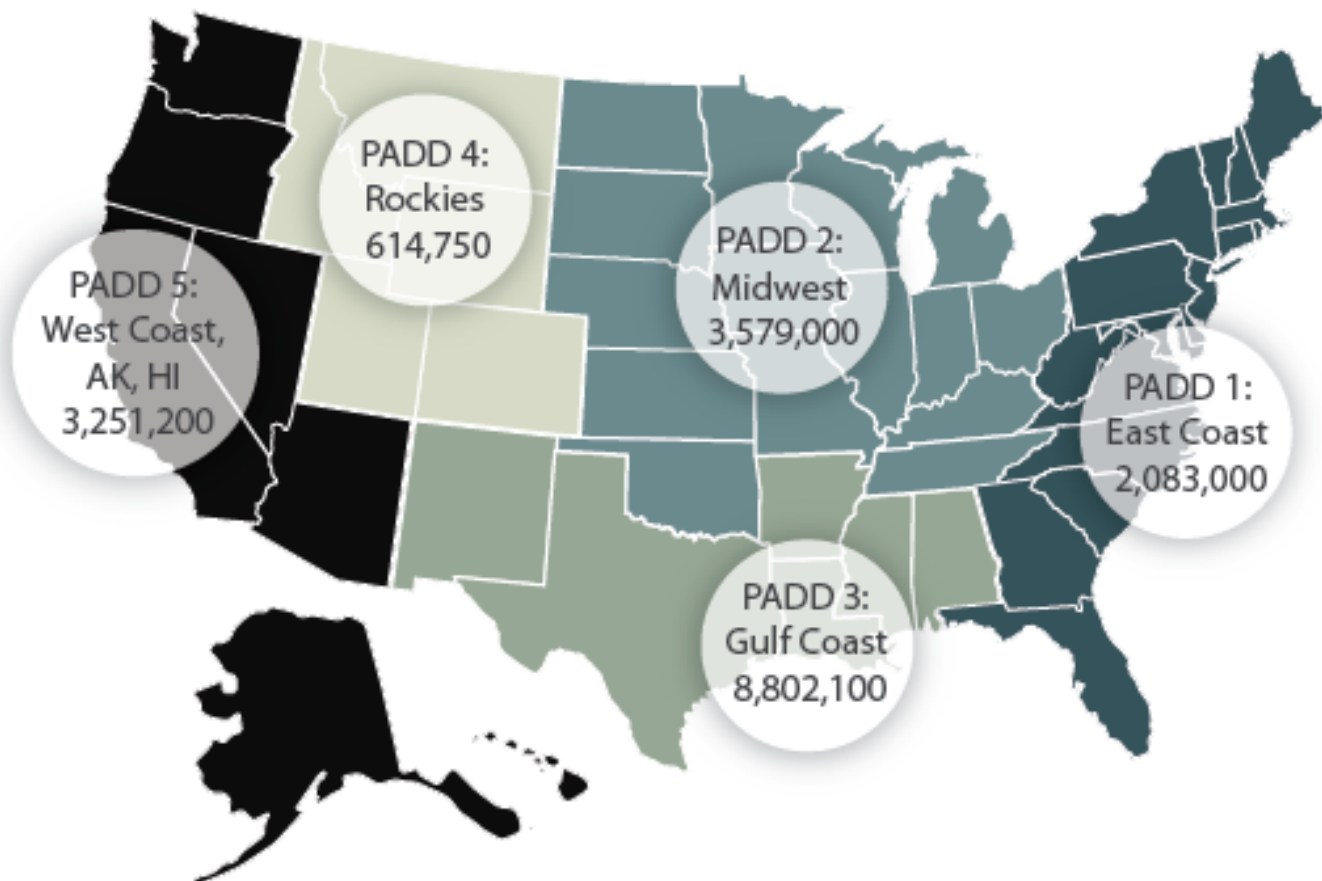 PADD 4:
Rockies
614,750
PADD 2:
Midwest
3,579,000
PADD 5:
West Coast,
AK, HI
3,251,200
PADD 1:
East Coast
2,083,000
PADD 3:
Gulf Coast
8,802,100